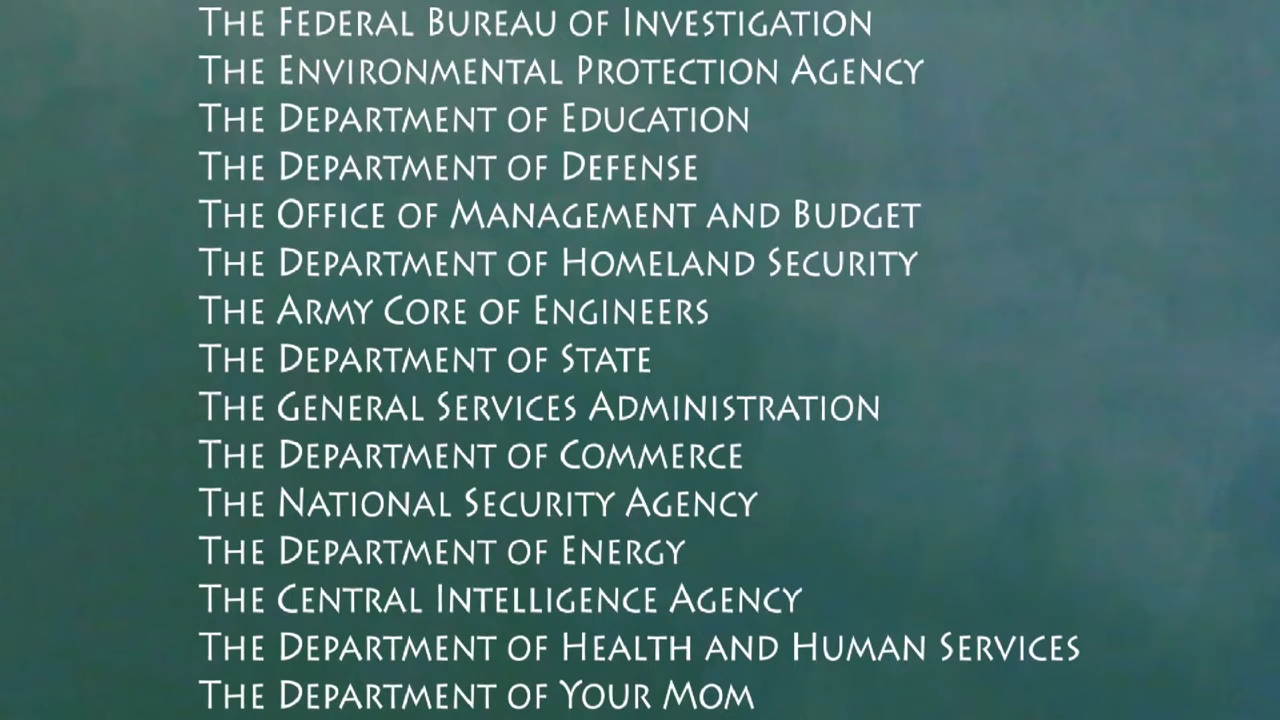 The Federal Bureau of Investigation
The Environmental Protection Agency
The Department of Education
The Department of Defense
The Office of Management and Budget
The Department of Homeland Security
The Army Core of Engineers
The Department of State
The General Services Administration
The Department of Commerce
The National Security Agency
The Department of Energy
The Central Intelligence Agency
The Department of Health and Human Services
The Department of Your Mom